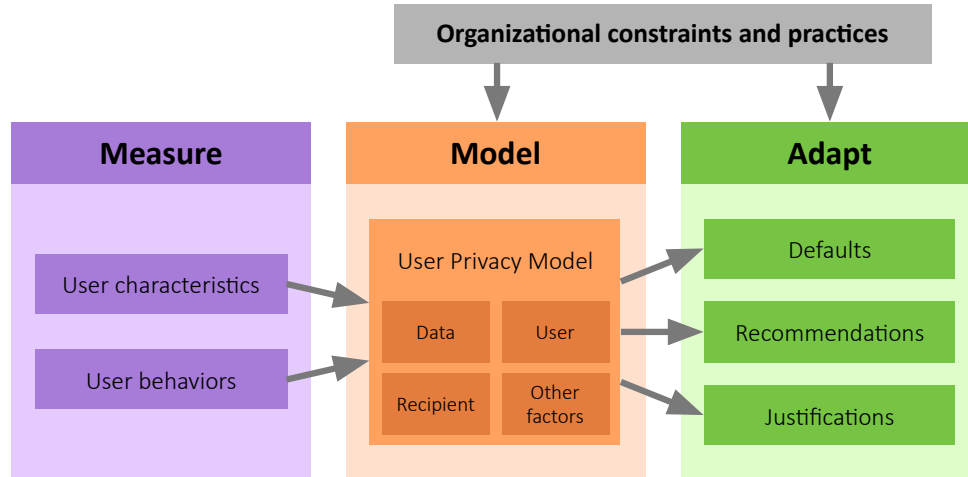 Organizational constraints and practices
Measure
Model
Adapt
User characteristics
User behaviors
User Privacy Model
Data
User
Recipient
Other
factors
Defaults
Recommendations
Justifications